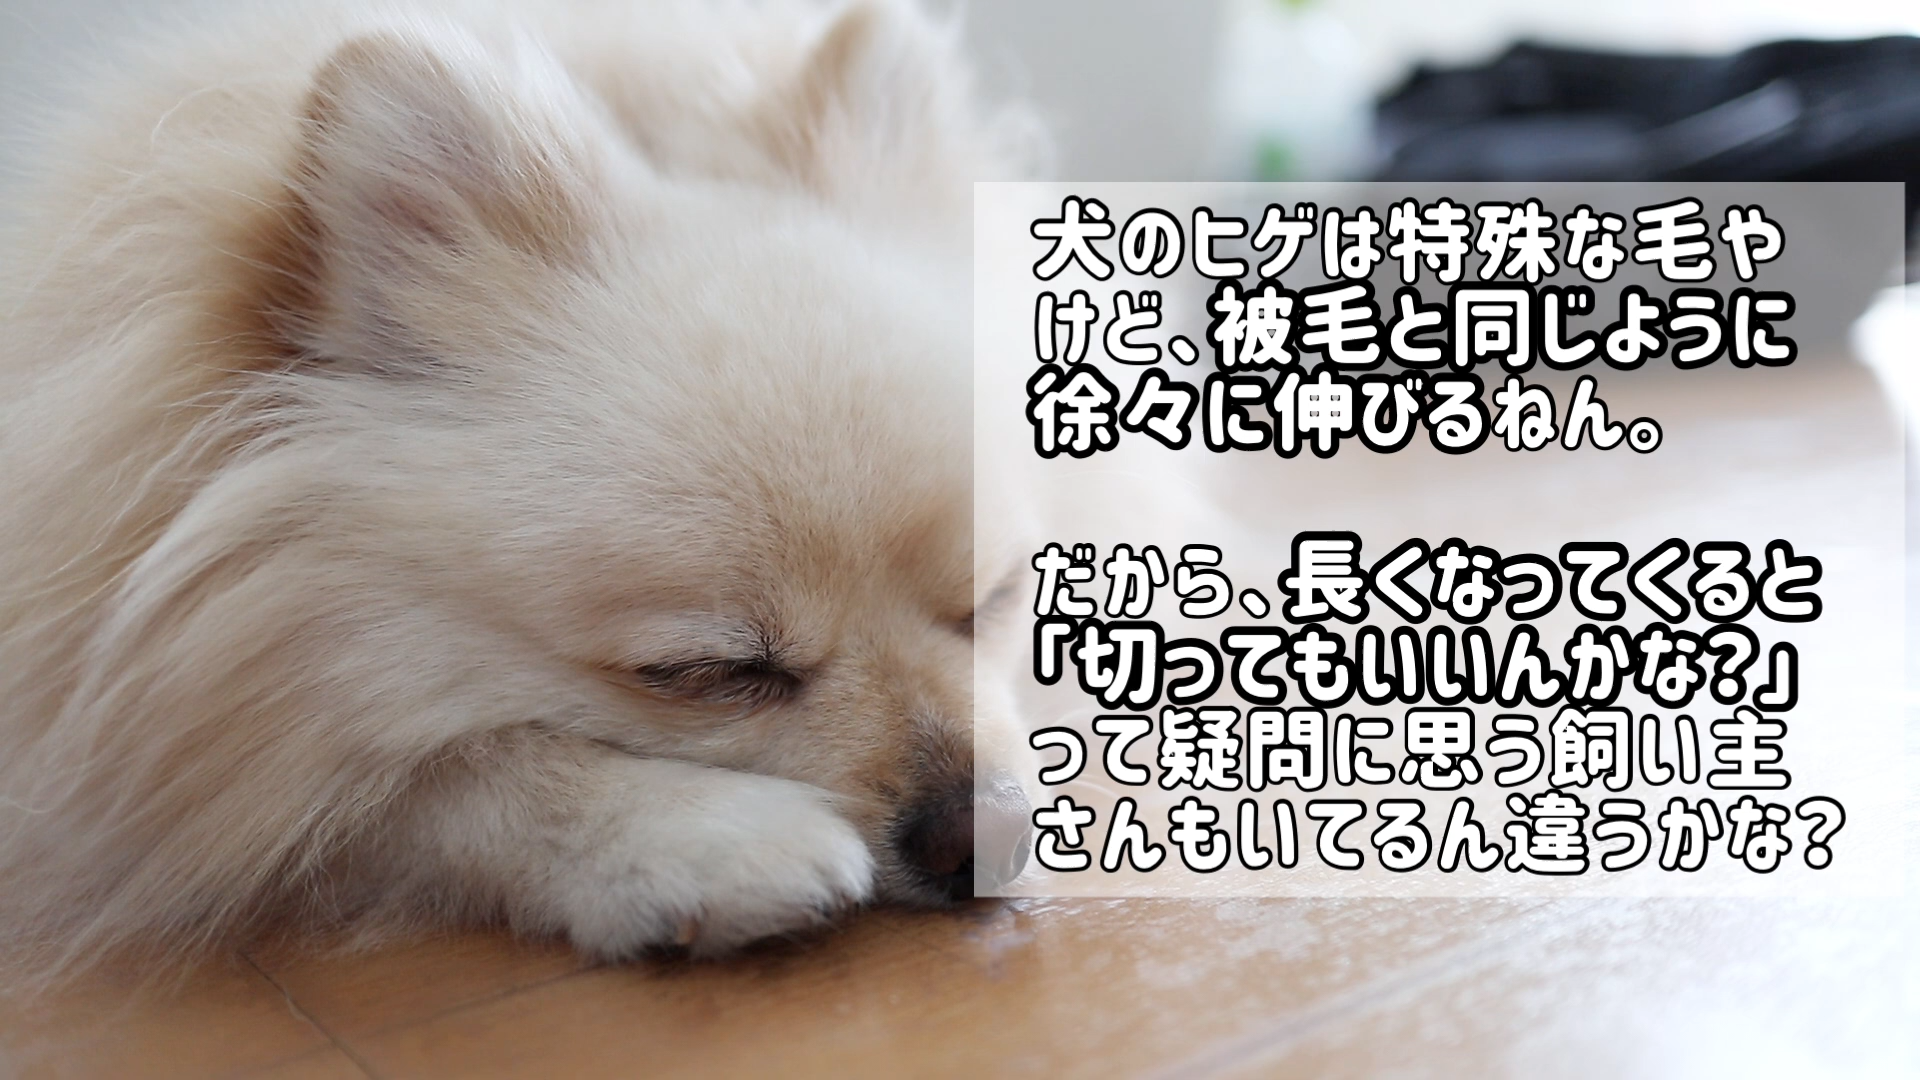 犬のヒゲは特殊な毛や
けど、被毛と同じように
徐々に伸びるねん。
だから、長くなってくると
「切ってもいいんかな?」
って疑問に思う飼い主
さんもいてるん違うかな?